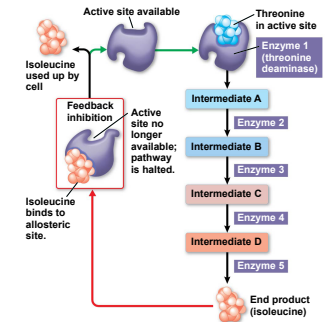 Active site available
Threonine
in active site
Enzyme 1
(threonine
deaminase)
Isoleucine
used up by
cell
Feedback
inhibition
Active
site no
longer
available;
pathway
is halted.
Isoleucine
binds to
allosteric
site.
Intermediate A
Enzyme 2
Intermediate B
Enzyme 3
Intermediate C
Enzyme 4
Intermediate D
Enzyme 5
End product
(isoleucine)